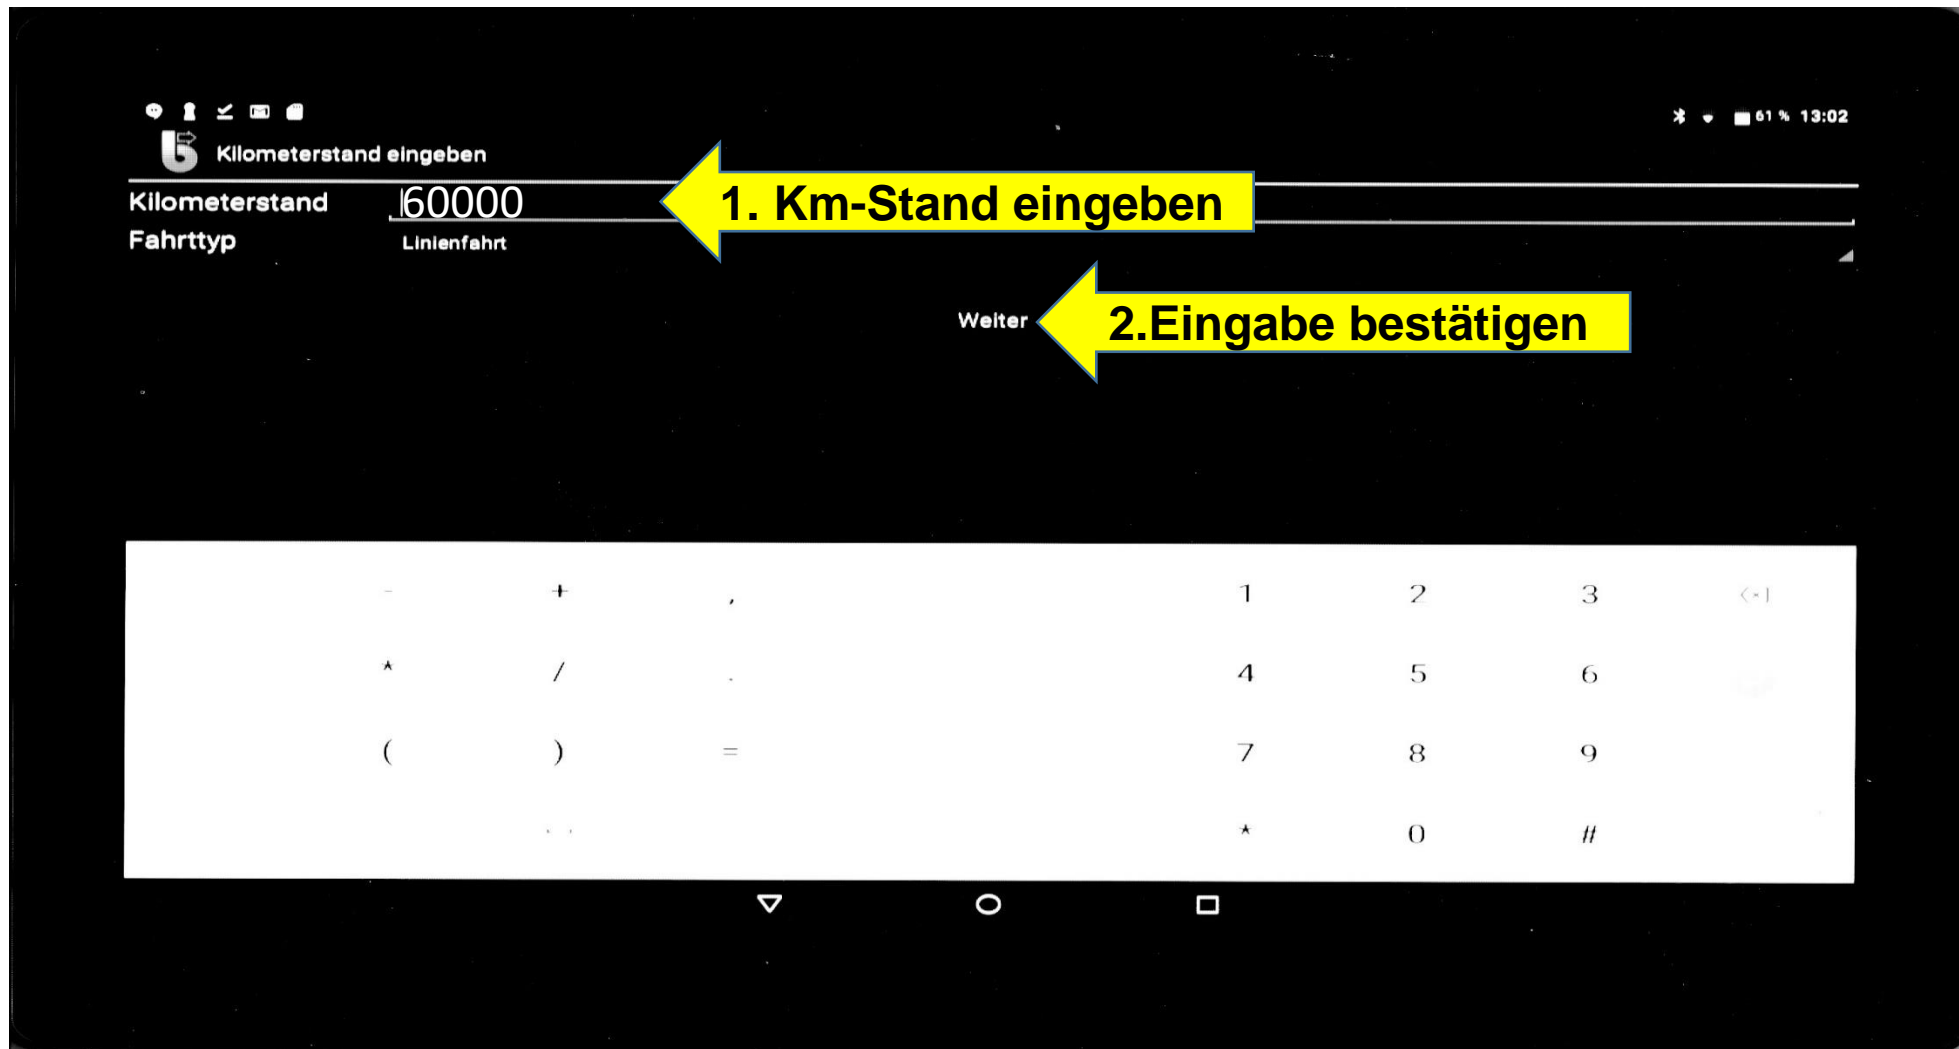 61 % 13:02
Kilometerstand eingeben
Kilometerstand 60000
1. Km-Stand eingeben
Fahrttyp Linienfahrt
Weiter
2.Eingabe bestätigen
- + , 1 2 3
* / . 4 5 6
( ) = 7 8 9
* 0 #